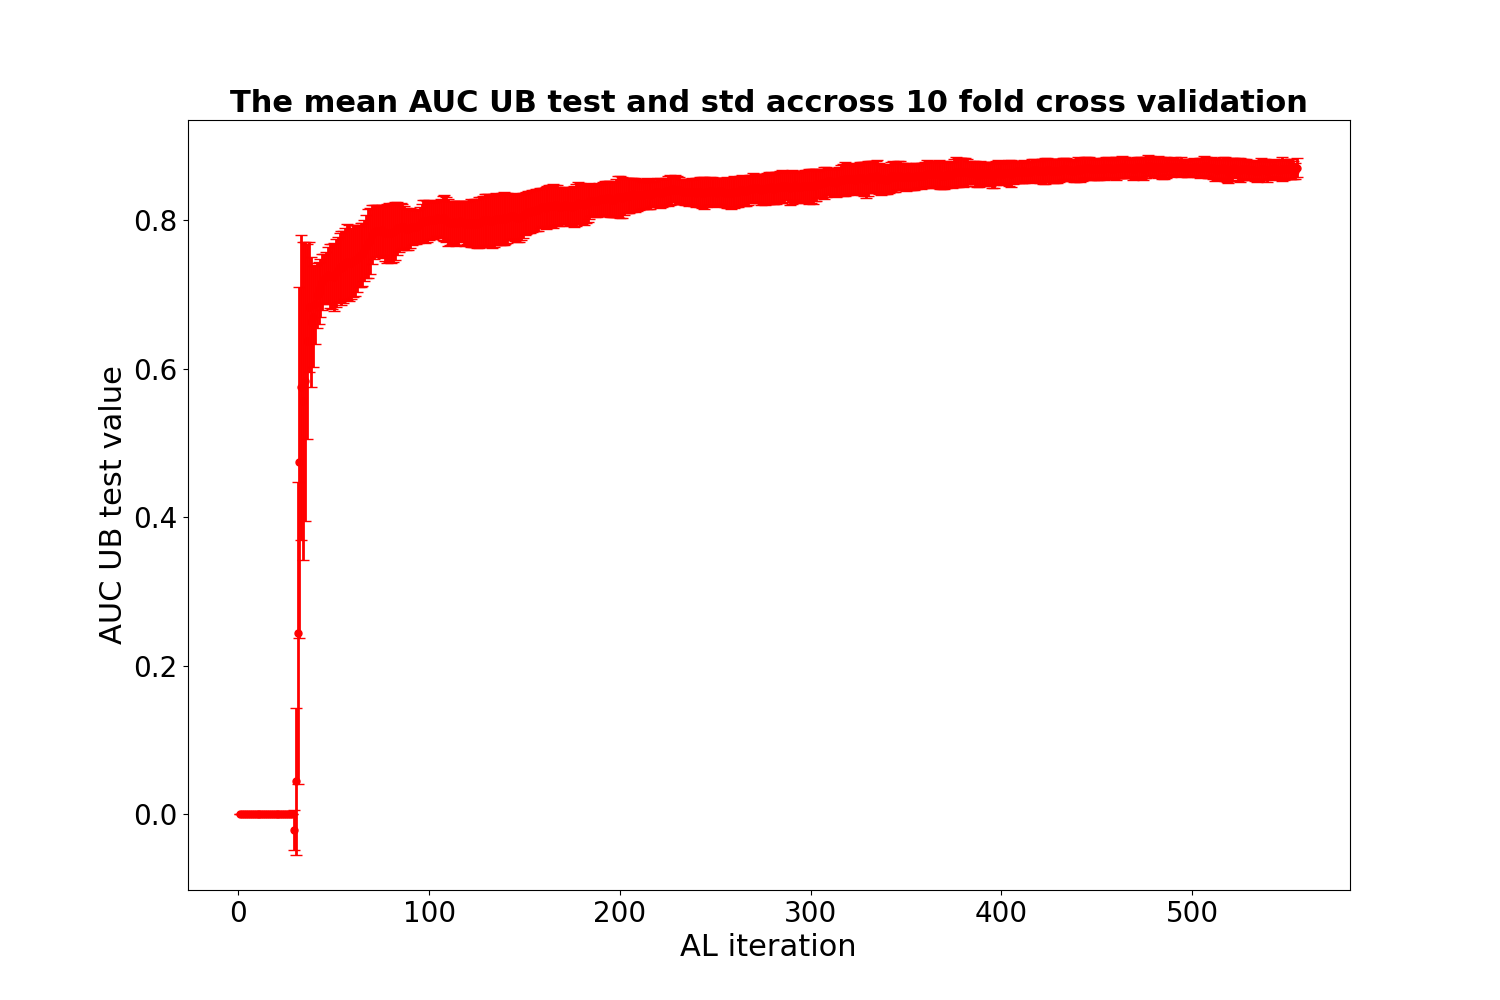 The mean AUC UB test and std accross 10 fold cross validation
AUC UB test value
0.8
0.6
0.4
0.2
0.0
0 100 200 300 400 500
AL iteration